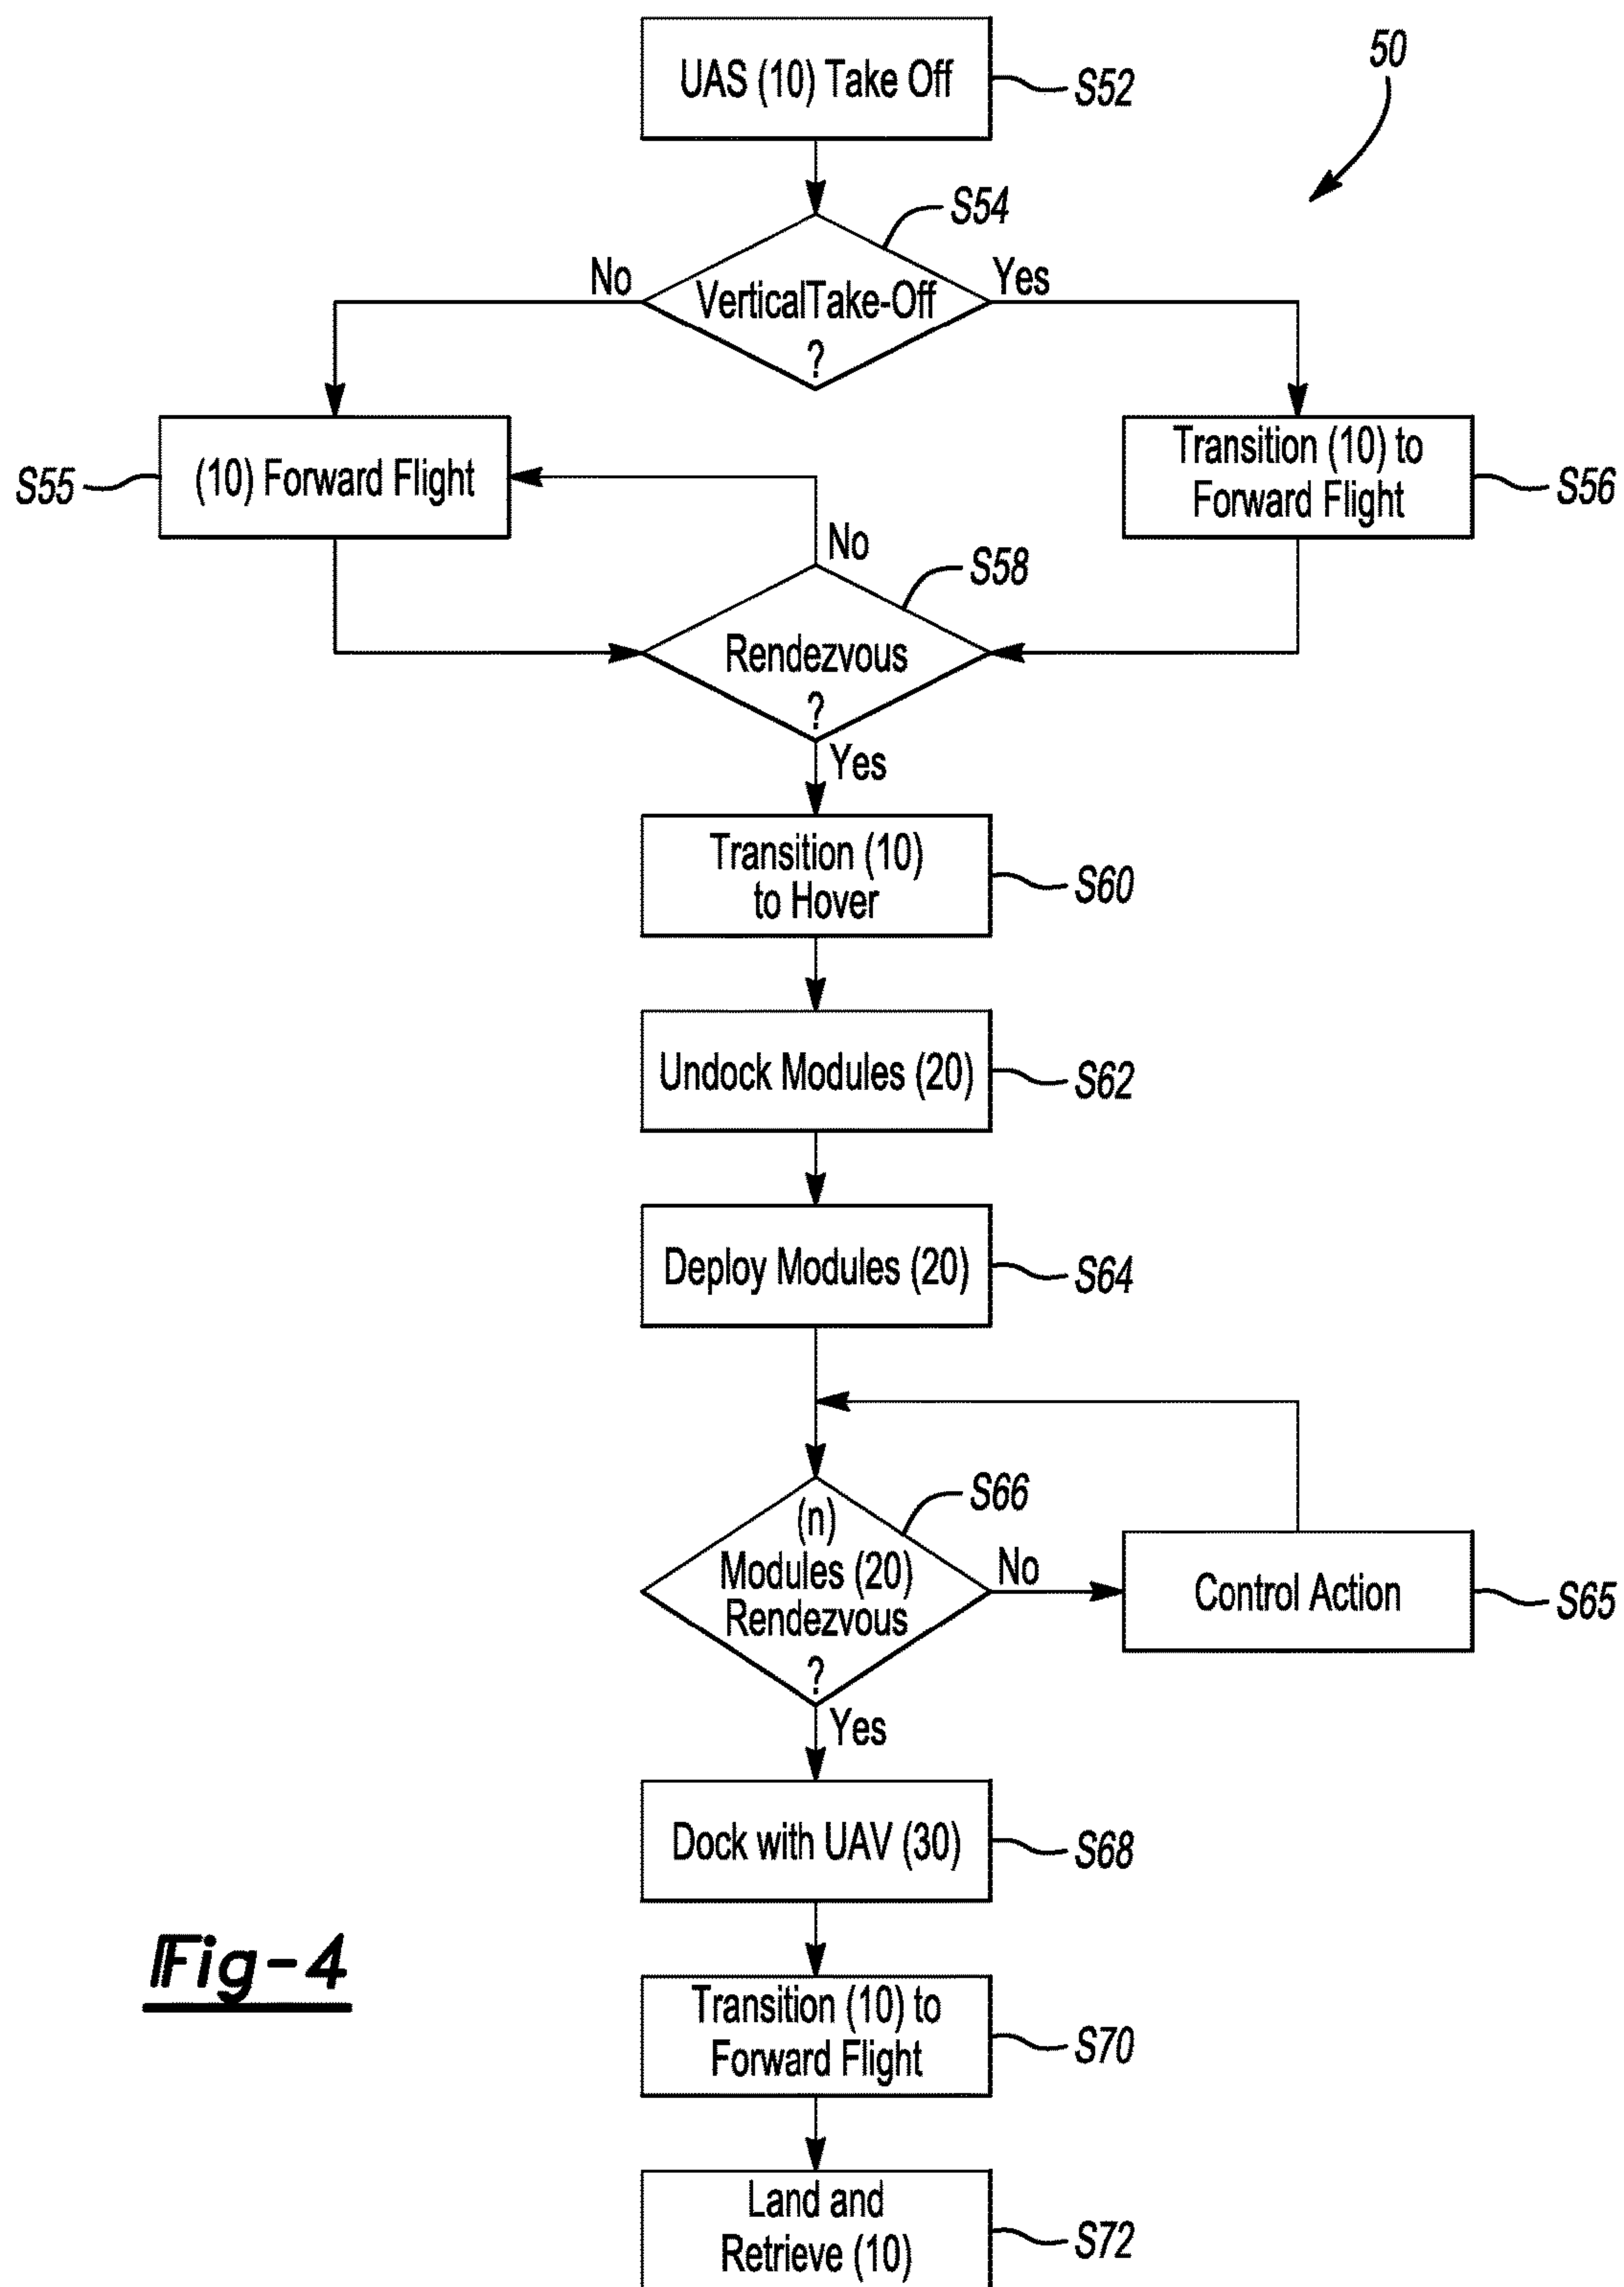 UAS (10) Take Off
S52
50
S54
No
Yes
VerticalTake-Off
?
S55
(10) Forward Flight
Transition (10) to
Forward Flight
S56
No
S58
Rendezvous
?
Yes
Transition (10)
to Hover
S60
Undock Modules (20)
S62
Deploy Modules (20)
S64
S66
(n)
Modules (20)
Rendezvous
?
No
Control Action
S65
Yes
Dock with UAV (30)
S68
Fig-4
Transition (10) to
Forward Flight
S70
Land and
Retrieve (10)
S72